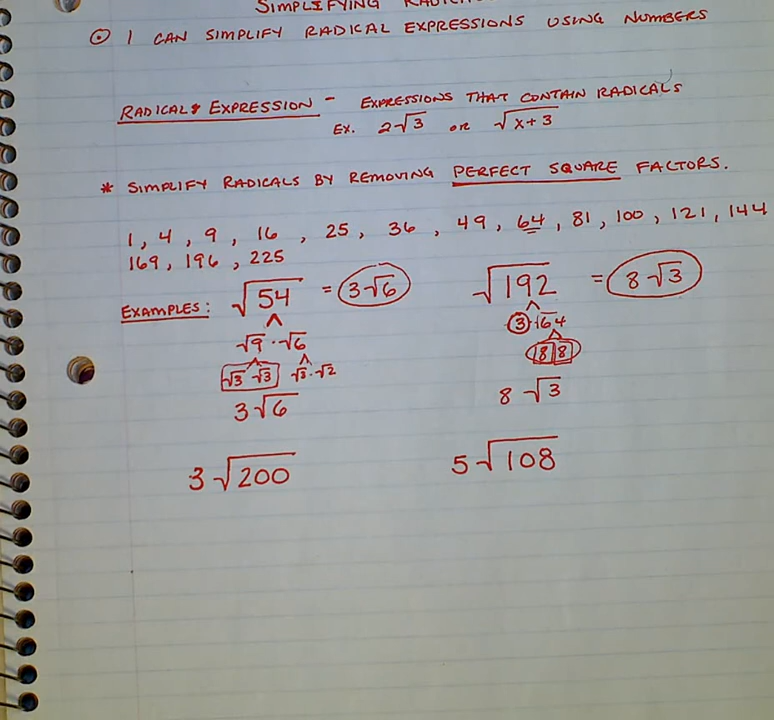 SIMPLIFYING
⊙ I CAN SIMPLIFY RADICAL EXPRESSIONS USING NUMBERS
RADICAL EXPRESSION - EXPRESSIONS THAT CONTAIN RADICALS
EX. 2√3 OR √x+3
* SIMPLIFY RADICALS BY REMOVING PERFECT SQUARE FACTORS.
1, 4, 9, 16, 25, 36, 49, 64, 81, 100, 121, 144
169, 196, 225
EXAMPLES: √54 = 3√6 √192 = 8√3
√9 · √6 3 · 64
√3 √3 √3 · √2 8 8
3√6 8√3
3√200 5√108